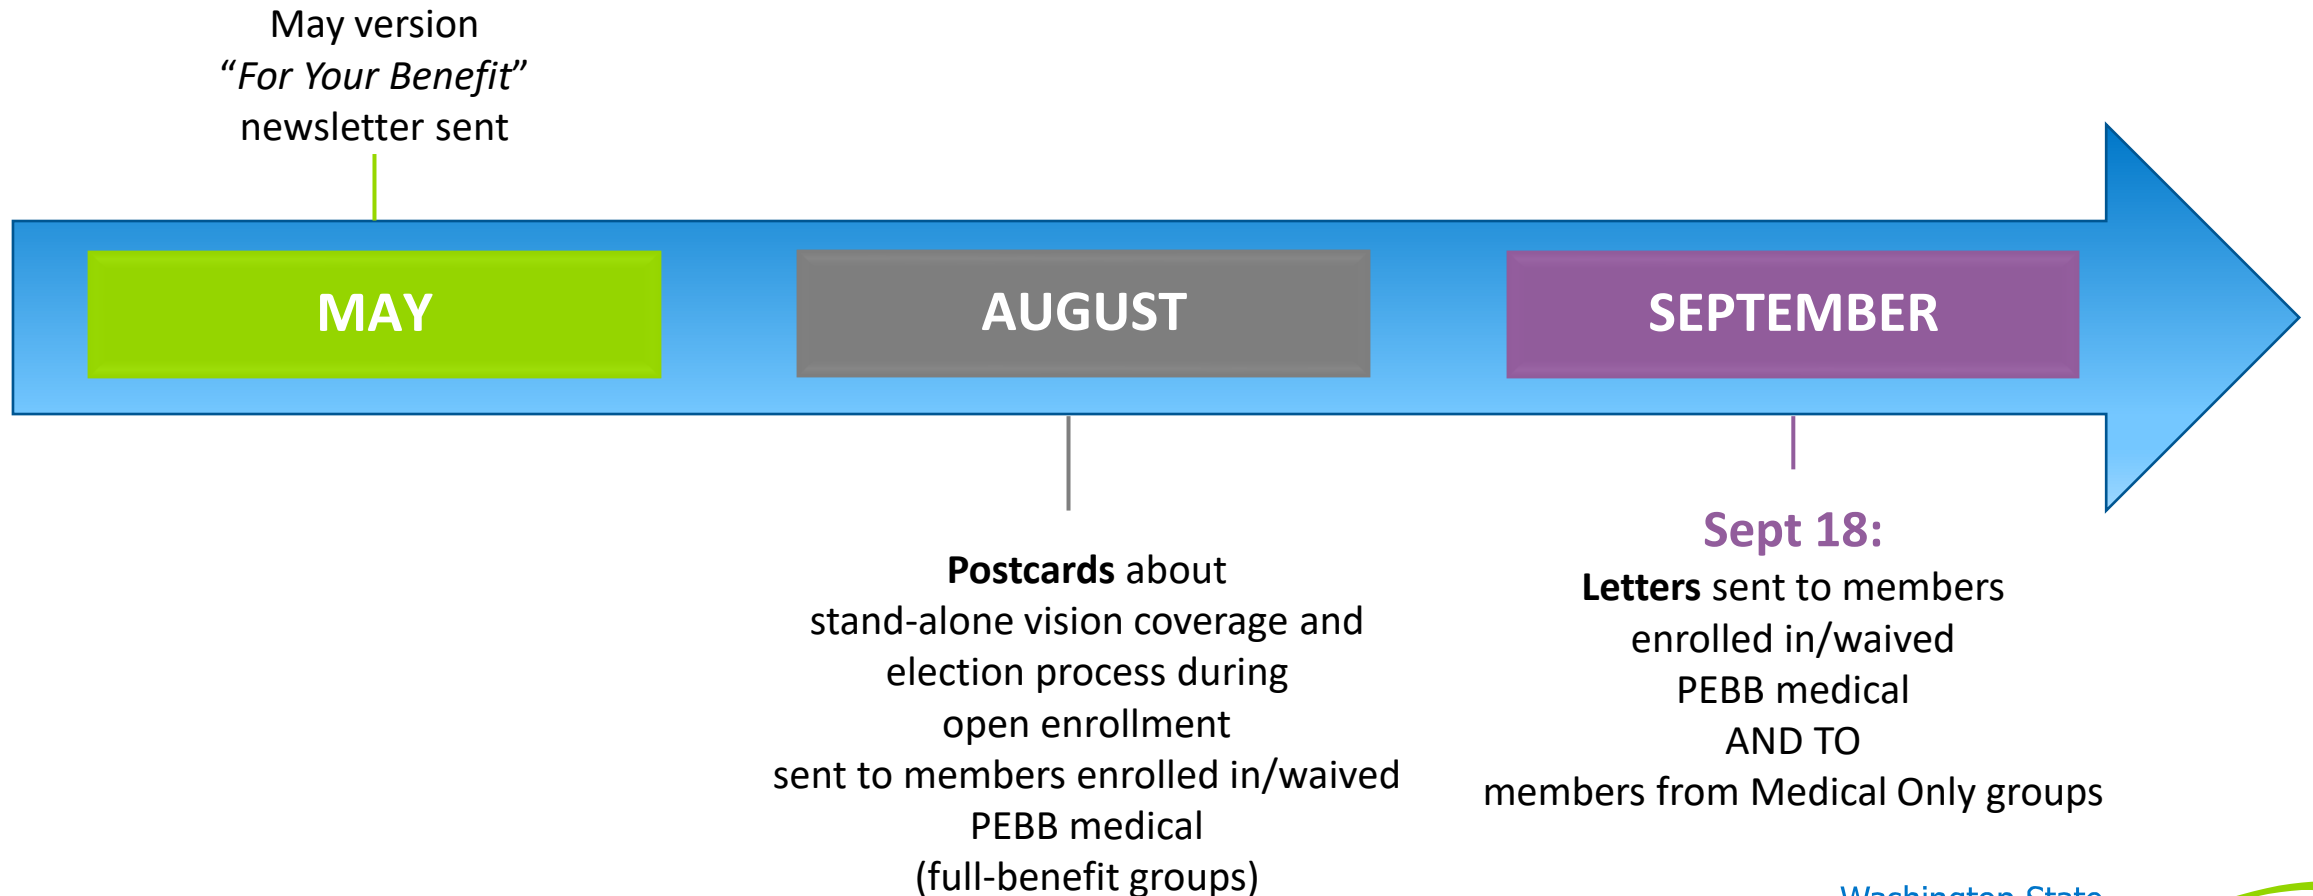 May version
“For Your Benefit”
newsletter sent
MAY
AUGUST
SEPTEMBER
Postcards about
stand-alone vision coverage and
election process during
open enrollment
sent to members enrolled in/waived
PEBB medical
(full-benefit groups)
Sept 18:
Letters sent to members
enrolled in/waived
PEBB medical
AND TO
members from Medical Only groups
Washington State